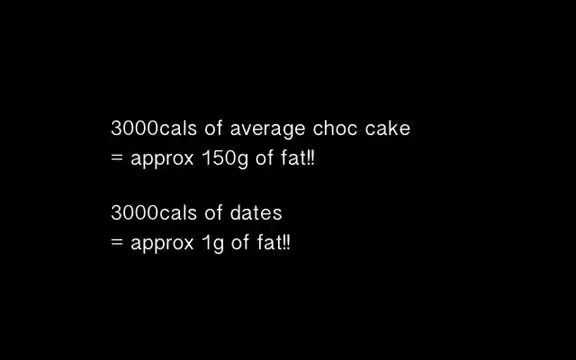 3000cals of average choc cake
= approx 150g of fat!!
3000cals of dates
= approx 1g of fat!!